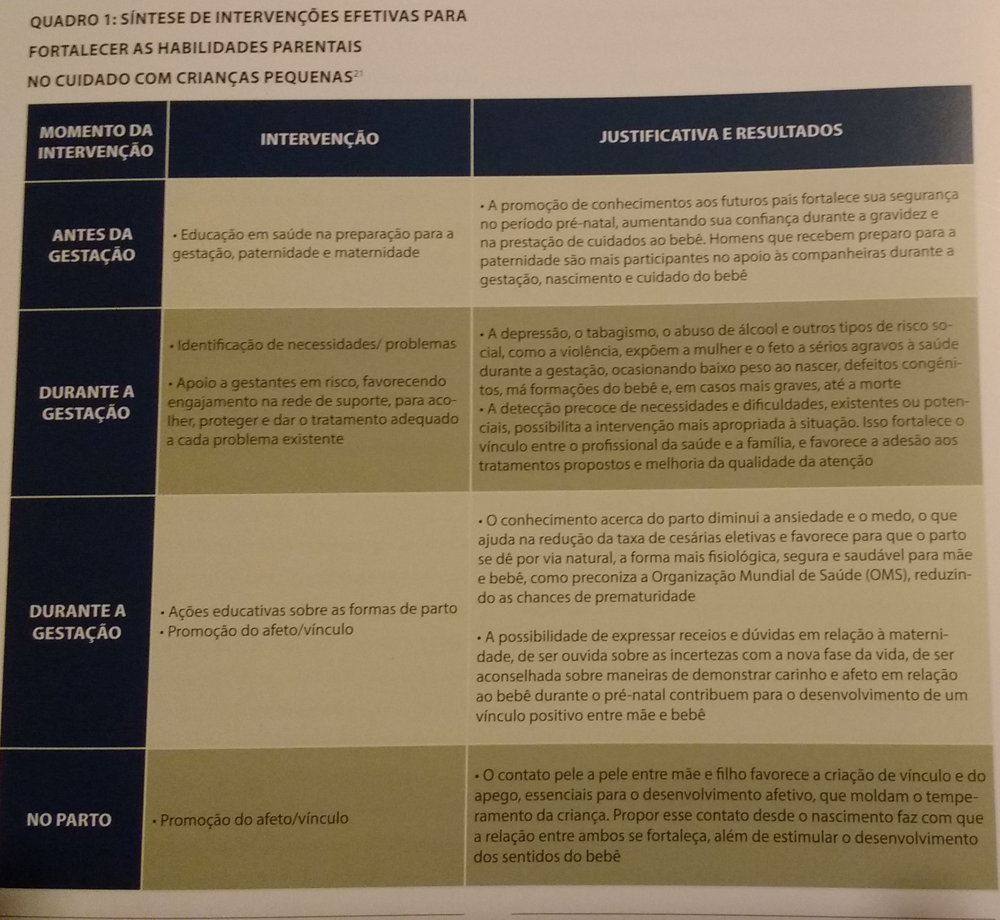 QUADRO 1: SÍNTESE DE INTERVENÇÕES EFETIVAS PARA
FORTALECER AS HABILIDADES PARENTAIS
NO CUIDADO COM CRIANÇAS PEQUENAS²¹
MOMENTO DA
INTERVENÇÃO
INTERVENÇÃO
JUSTIFICATIVA E RESULTADOS
ANTES DA
GESTAÇÃO
• Educação em saúde na preparação para a
gestação, paternidade e maternidade
• A promoção de conhecimentos aos futuros pais fortalece sua segurança
no período pré-natal, aumentando sua confiança durante a gravidez e
na prestação de cuidados ao bebê. Homens que recebem preparo para a
paternidade são mais participantes no apoio às companheiras durante a
gestação, nascimento e cuidado do bebê
DURANTE A
GESTAÇÃO
• Identificação de necessidades/ problemas
• Apoio a gestantes em risco, favorecendo
engajamento na rede de suporte, para aco-
lher, proteger e dar o tratamento adequado
a cada problema existente
• A depressão, o tabagismo, o abuso de álcool e outros tipos de risco so-
cial, como a violência, expõem a mulher e o feto a sérios agravos à saúde
durante a gestação, ocasionando baixo peso ao nascer, defeitos congêni-
tos, má formações do bebê e, em casos mais graves, até a morte
• A detecção precoce de necessidades e dificuldades, existentes ou poten-
ciais, possibilita a intervenção mais apropriada à situação. Isso fortalece o
vínculo entre o profissional da saúde e a família, e favorece a adesão aos
tratamentos propostos e melhoria da qualidade da atenção
DURANTE A
GESTAÇÃO
• Ações educativas sobre as formas de parto
• Promoção do afeto/vínculo
• O conhecimento acerca do parto diminui a ansiedade e o medo, o que
ajuda na redução da taxa de cesárias eletivas e favorece para que o parto
se dê por via natural, a forma mais fisiológica, segura e saudável para mãe
e bebê, como preconiza a Organização Mundial de Saúde (OMS), reduzin-
do as chances de prematuridade
• A possibilidade de expressar receios e dúvidas em relação à materni-
dade, de ser ouvida sobre as incertezas com a nova fase da vida, de ser
aconselhada sobre maneiras de demonstrar carinho e afeto em relação
ao bebê durante o pré-natal contribuem para o desenvolvimento de um
vínculo positivo entre mãe e bebê
NO PARTO
• Promoção do afeto/vínculo
• O contato pele a pele entre mãe e filho favorece a criação de vínculo e do
apego, essenciais para o desenvolvimento afetivo, que moldam o tempe-
ramento da criança. Propor esse contato desde o nascimento faz com que
a relação entre ambos se fortaleça, além de estimular o desenvolvimento
dos sentidos do bebê